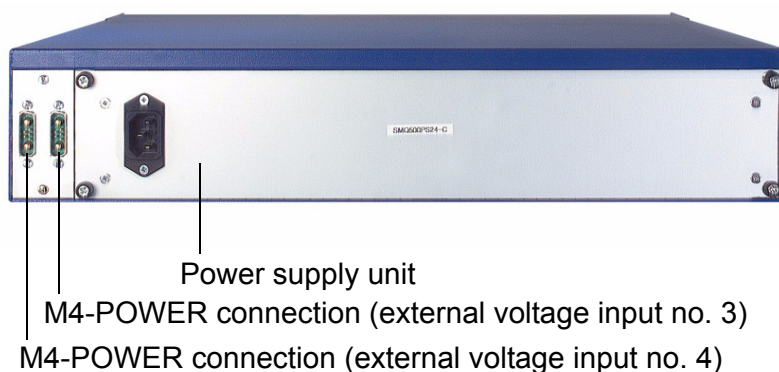 SMQ600PS24-C
Power supply unit
M4-POWER connection (external voltage input no. 3)
M4-POWER connection (external voltage input no. 4)